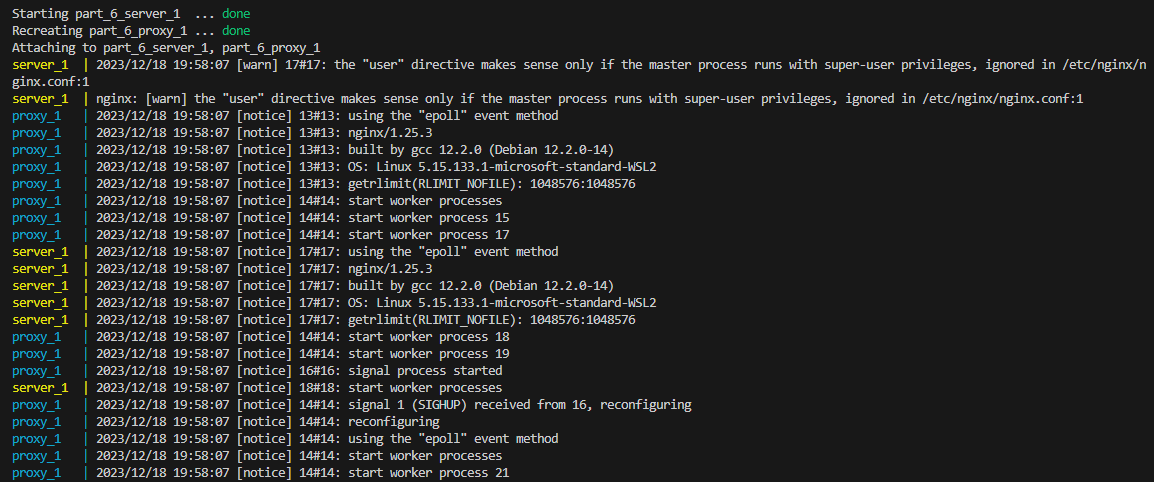 Starting part_6_server_1  ... done
Recreating part_6_proxy_1 ... done
Attaching to part_6_server_1, part_6_proxy_1
server_1  | 2023/12/18 19:58:07 [warn] 17#17: the "user" directive makes sense only if the master process runs with super-user privileges, ignored in /etc/nginx/n
ginx.conf:1
server_1  | nginx: [warn] the "user" directive makes sense only if the master process runs with super-user privileges, ignored in /etc/nginx/nginx.conf:1
proxy_1   | 2023/12/18 19:58:07 [notice] 13#13: using the "epoll" event method
proxy_1   | 2023/12/18 19:58:07 [notice] 13#13: nginx/1.25.3
proxy_1   | 2023/12/18 19:58:07 [notice] 13#13: built by gcc 12.2.0 (Debian 12.2.0-14)
proxy_1   | 2023/12/18 19:58:07 [notice] 13#13: OS: Linux 5.15.133.1-microsoft-standard-WSL2
proxy_1   | 2023/12/18 19:58:07 [notice] 13#13: getrlimit(RLIMIT_NOFILE): 1048576:1048576
proxy_1   | 2023/12/18 19:58:07 [notice] 14#14: start worker processes
proxy_1   | 2023/12/18 19:58:07 [notice] 14#14: start worker process 15
proxy_1   | 2023/12/18 19:58:07 [notice] 14#14: start worker process 17
server_1  | 2023/12/18 19:58:07 [notice] 17#17: using the "epoll" event method
server_1  | 2023/12/18 19:58:07 [notice] 17#17: nginx/1.25.3
server_1  | 2023/12/18 19:58:07 [notice] 17#17: built by gcc 12.2.0 (Debian 12.2.0-14)
server_1  | 2023/12/18 19:58:07 [notice] 17#17: OS: Linux 5.15.133.1-microsoft-standard-WSL2
server_1  | 2023/12/18 19:58:07 [notice] 17#17: getrlimit(RLIMIT_NOFILE): 1048576:1048576
proxy_1   | 2023/12/18 19:58:07 [notice] 14#14: start worker process 18
proxy_1   | 2023/12/18 19:58:07 [notice] 14#14: start worker process 19
proxy_1   | 2023/12/18 19:58:07 [notice] 16#16: signal process started
server_1  | 2023/12/18 19:58:07 [notice] 18#18: start worker processes
proxy_1   | 2023/12/18 19:58:07 [notice] 14#14: signal 1 (SIGHUP) received from 16, reconfiguring
proxy_1   | 2023/12/18 19:58:07 [notice] 14#14: reconfiguring
proxy_1   | 2023/12/18 19:58:07 [notice] 14#14: using the "epoll" event method
proxy_1   | 2023/12/18 19:58:07 [notice] 14#14: start worker processes
proxy_1   | 2023/12/18 19:58:07 [notice] 14#14: start worker process 21